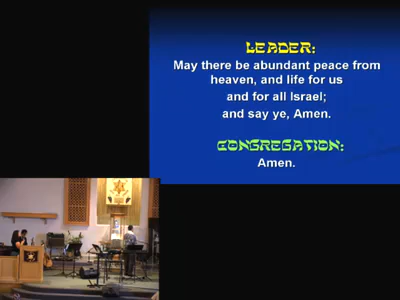 LEADER:
May there be abundant peace from
heaven, and life for us
and for all Israel;
and say ye, Amen.
CONGREGATION:
Amen.